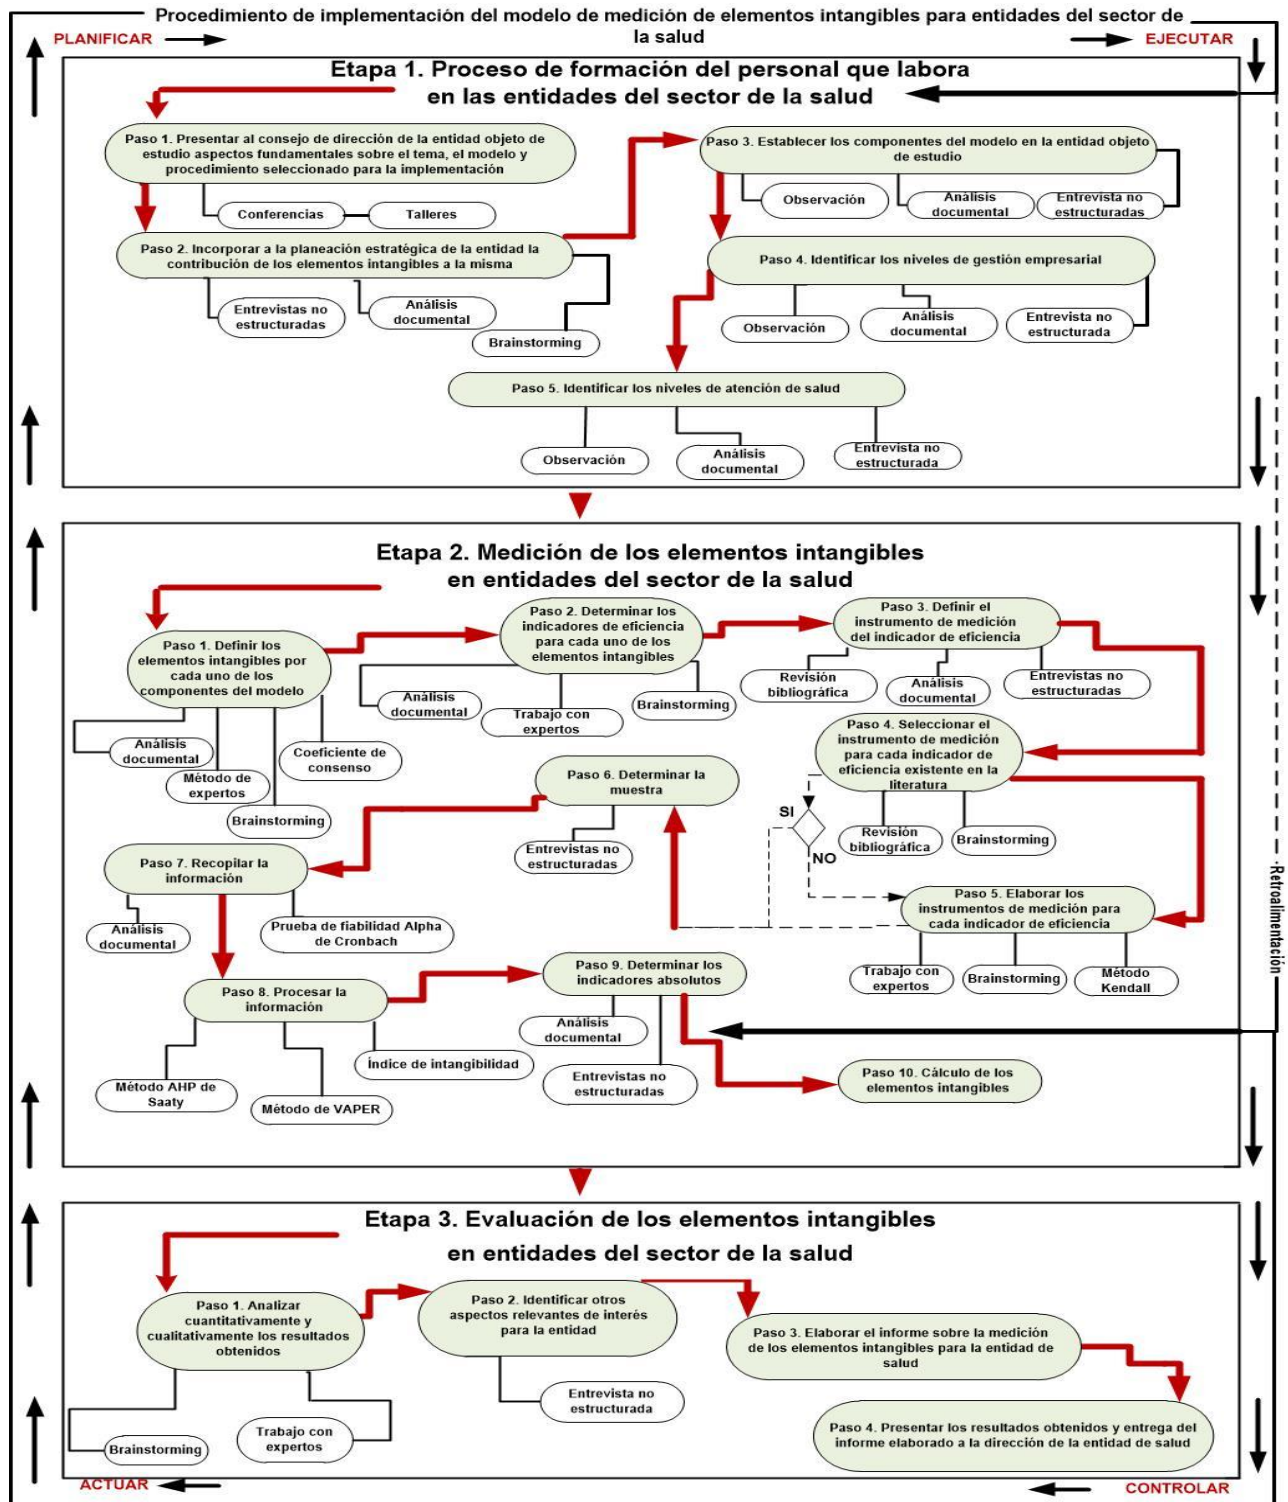 Procedimiento de implementación del modelo de medición de elementos intangibles para entidades del sector de
la salud
PLANIFICAR
EJECUTAR
Etapa 1. Proceso de formación del personal que labora
en las entidades del sector de la salud
Paso 1. Presentar al consejo de dirección de la entidad objeto de
estudio aspectos fundamentales sobre el tema, el modelo y
procedimiento seleccionado para la implementación
Conferencias
Talleres
Paso 2. Incorporar a la planeación estratégica de la entidad la
contribución de los elementos intangibles a la misma
Entrevistas no
estructuradas
Análisis
documental
Brainstorming
Paso 3. Establecer los componentes del modelo en la entidad objeto
de estudio
Observación
Análisis
documental
Entrevista no
estructuradas
Paso 4. Identificar los niveles de gestión empresarial
Observación
Análisis
documental
Entrevista no
estructurada
Paso 5. Identificar los niveles de atención de salud
Observación
Análisis
documental
Entrevista no
estructurada
Etapa 2. Medición de los elementos intangibles
en entidades del sector de la salud
Paso 1. Definir los
elementos intangibles por
cada uno de los
componentes del modelo
Análisis
documental
Método de
expertos
Brainstorming
Coeficiente de
consenso
Paso 2. Determinar los
indicadores de eficiencia
para cada uno de los
elementos intangibles
Análisis
documental
Trabajo con
expertos
Brainstorming
Paso 3. Definir el
instrumento de medición
del indicador de eficiencia
Revisión
bibliográfica
Análisis
documental
Entrevistas no
estructuradas
Paso 4. Seleccionar el
instrumento de medición
para cada indicador de
eficiencia existente en la
literatura
SI
NO
Revisión
bibliográfica
Brainstorming
Paso 5. Elaborar los
instrumentos de medición para
cada indicador de eficiencia
Trabajo con
expertos
Brainstorming
Método
Kendall
Paso 6. Determinar la
muestra
Entrevistas no
estructuradas
Paso 7. Recopilar la
información
Análisis
documental
Prueba de fiabilidad Alpha
de Cronbach
Paso 8. Procesar la
información
Método AHP de
Saaty
Método de VAPER
Índice de intangibilidad
Paso 9. Determinar los
indicadores absolutos
Análisis
documental
Entrevistas no
estructuradas
Paso 10. Cálculo de los
elementos intangibles
Retroalimentación
Etapa 3. Evaluación de los elementos intangibles
en entidades del sector de la salud
Paso 1. Analizar
cuantitativamente y
cualitativamente los resultados
obtenidos
Brainstorming
Trabajo con
expertos
Paso 2. Identificar otros
aspectos relevantes de interés
para la entidad
Entrevista no
estructurada
Paso 3. Elaborar el informe sobre la medición
de los elementos intangibles para la entidad de
salud
Paso 4. Presentar los resultados obtenidos y entrega del
informe elaborado a la dirección de la entidad de salud
ACTUAR
CONTROLAR